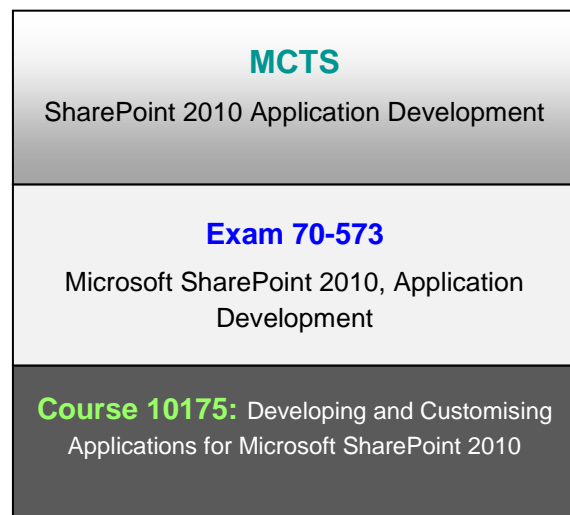 MCTS
SharePoint 2010 Application Development
Exam 70-573
Microsoft SharePoint 2010, Application
Development
Course 10175: Developing and Customising
Applications for Microsoft SharePoint 2010